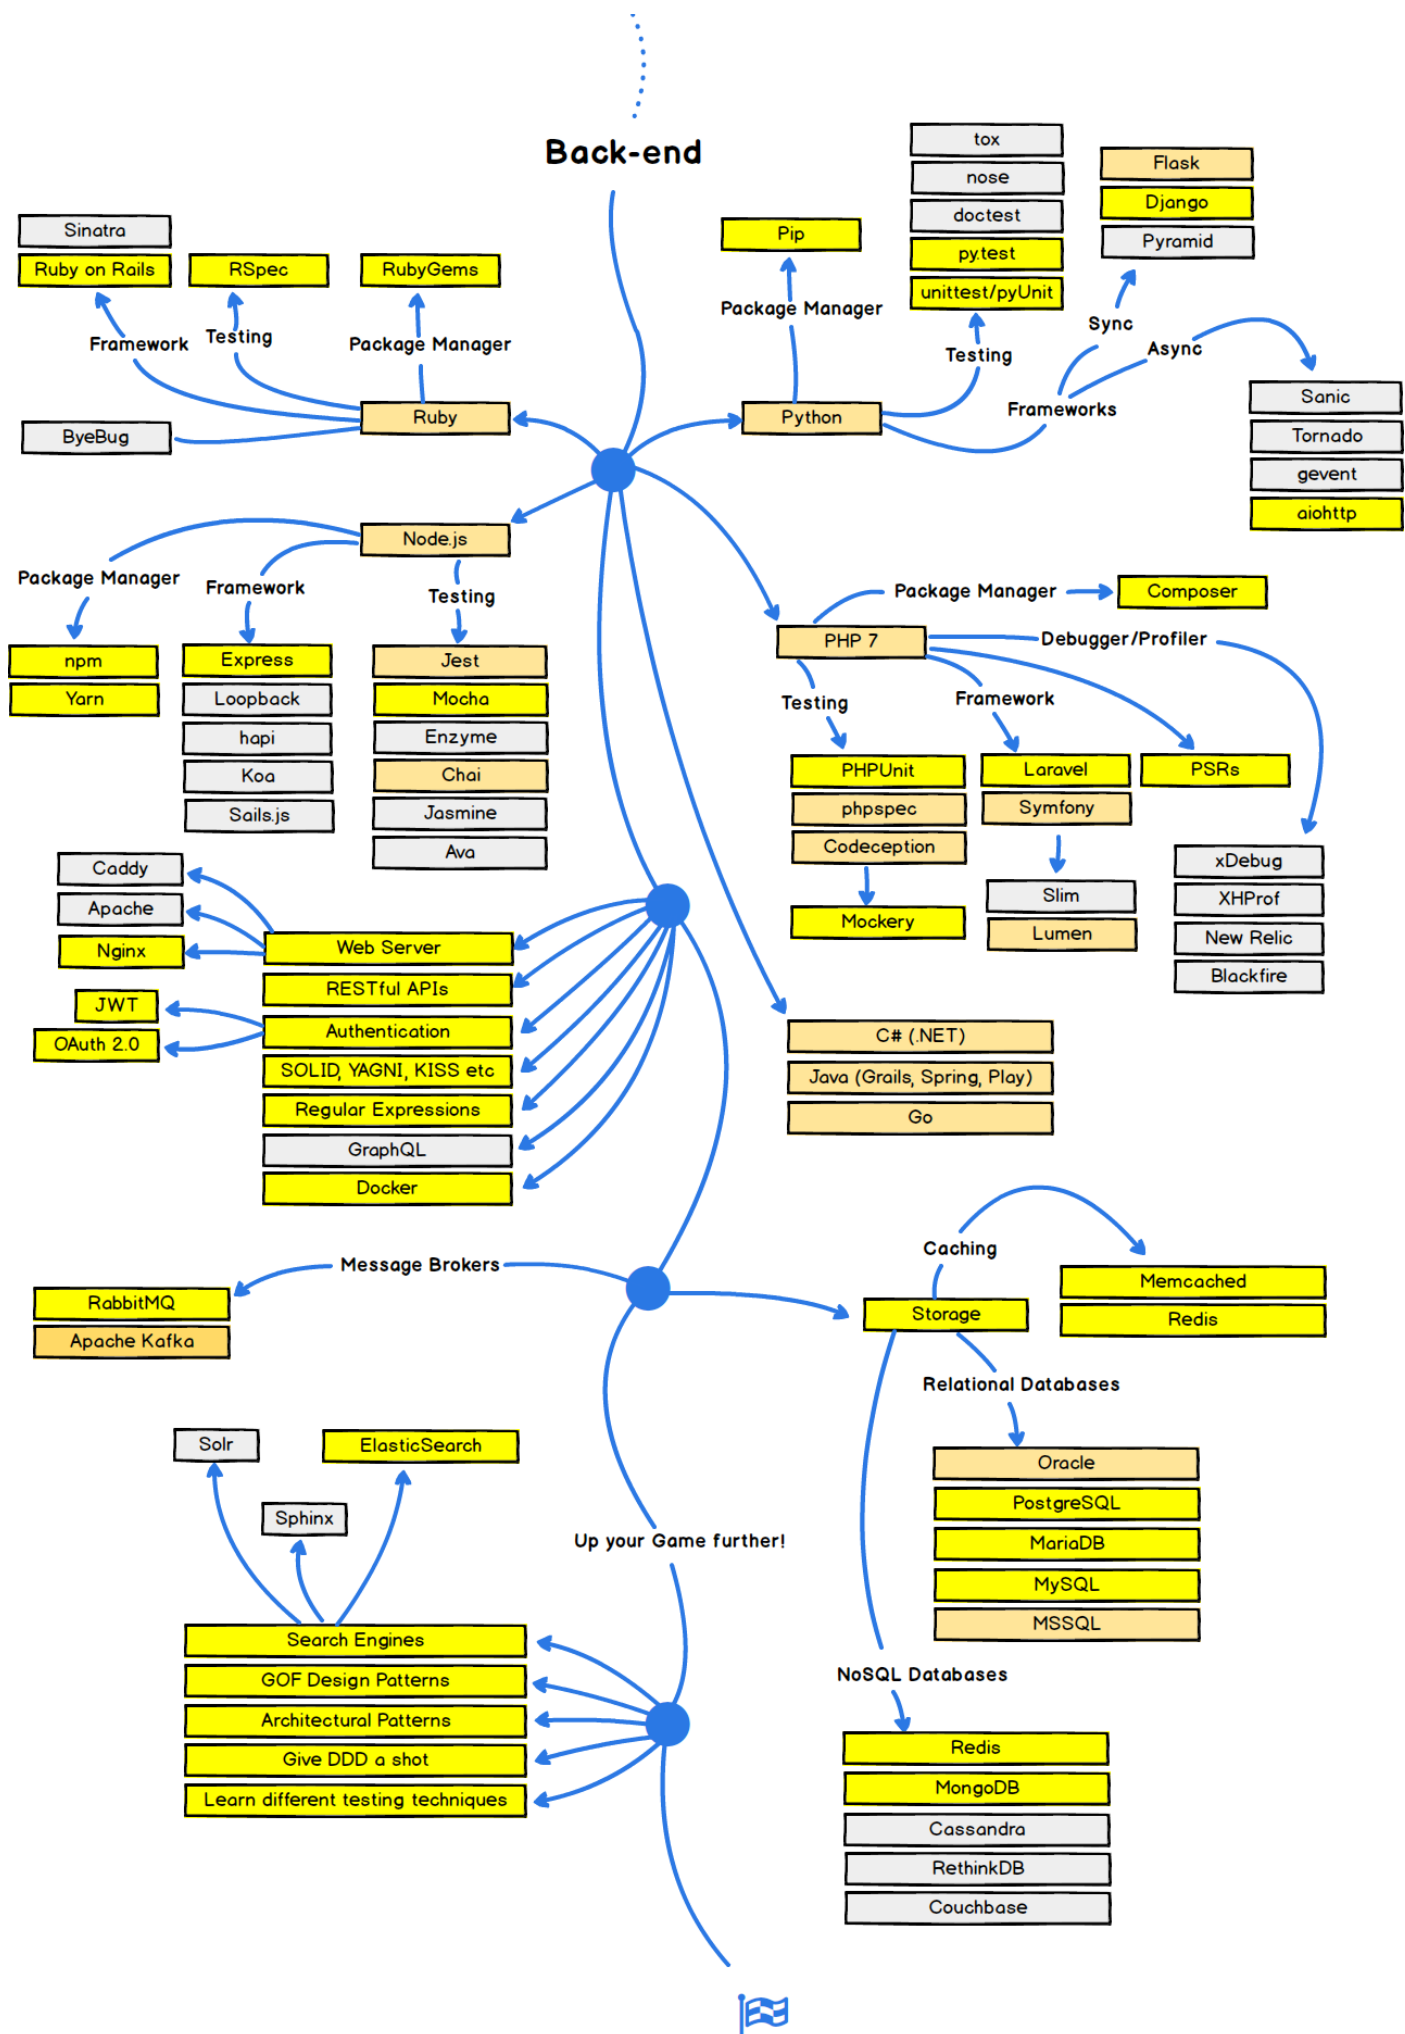 Back-end
Sinatra
Ruby on Rails
RSpec
RubyGems
Framework
Testing
Package Manager
Ruby
ByeBug
Pip
Package Manager
Python
tox
nose
doctest
py.test
unittest/pyUnit
Testing
Flask
Django
Pyramid
Sync
Async
Frameworks
Sanic
Tornado
gevent
aiohttp
Node.js
Package Manager
Framework
Testing
npm
Yarn
Express
Loopback
hapi
Koa
Sails.js
Jest
Mocha
Enzyme
Chai
Jasmine
Ava
PHP 7
Package Manager
Composer
Debugger/Profiler
Testing
Framework
PHPUnit
phpspec
Codeception
Mockery
Laravel
Symfony
Slim
Lumen
PSRs
xDebug
XHProf
New Relic
Blackfire
C# (.NET)
Java (Grails, Spring, Play)
Go
Caddy
Apache
Nginx
JWT
OAuth 2.0
Web Server
RESTful APIs
Authentication
SOLID, YAGNI, KISS etc
Regular Expressions
GraphQL
Docker
Message Brokers
RabbitMQ
Apache Kafka
Caching
Storage
Memcached
Redis
Relational Databases
Oracle
PostgreSQL
MariaDB
MySQL
MSSQL
NoSQL Databases
Redis
MongoDB
Cassandra
RethinkDB
Couchbase
Up your Game further!
Solr
ElasticSearch
Sphinx
Search Engines
GOF Design Patterns
Architectural Patterns
Give DDD a shot
Learn different testing techniques